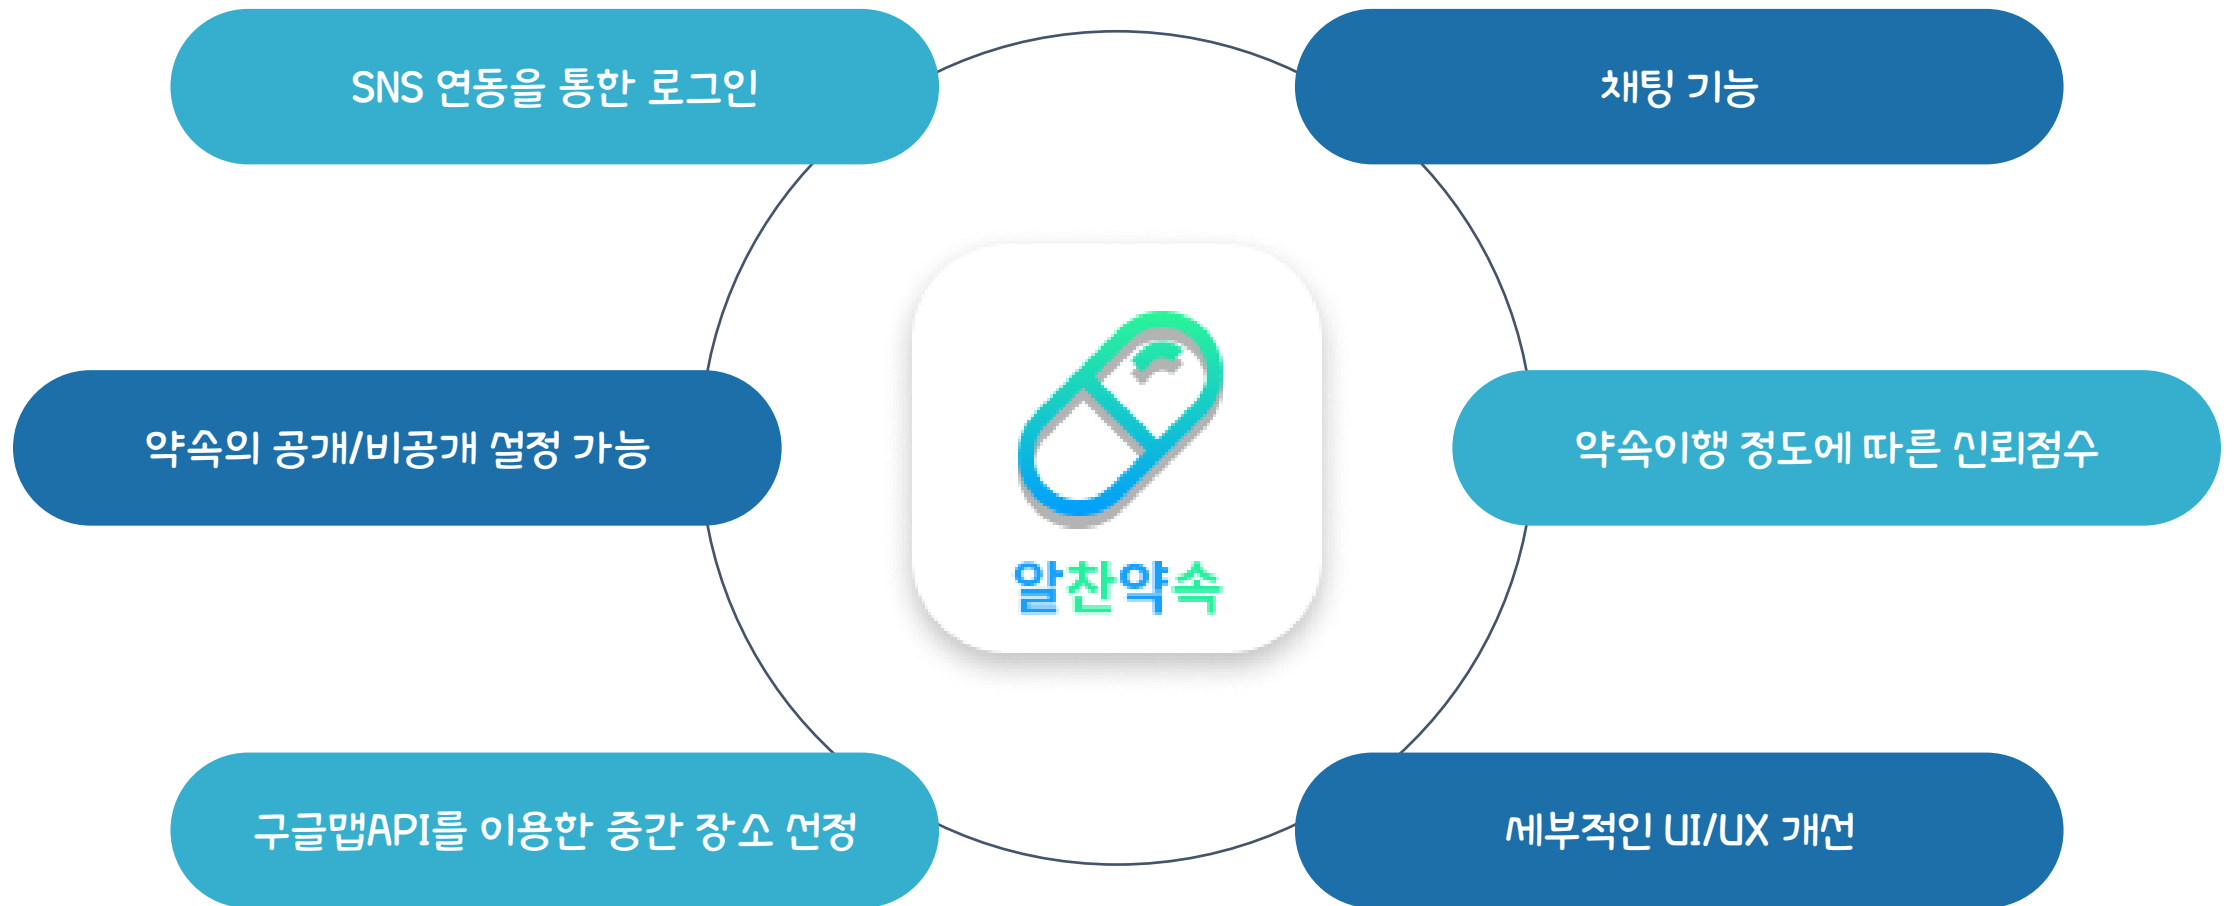 SNS 연동을 통한 로그인
채팅 기능
약속의 공개/비공개 설정 가능
약속이행 정도에 따른 신뢰점수
알찬약속
구글맵API를 이용한 중간 장소 선정
세부적인 UI/UX 개선